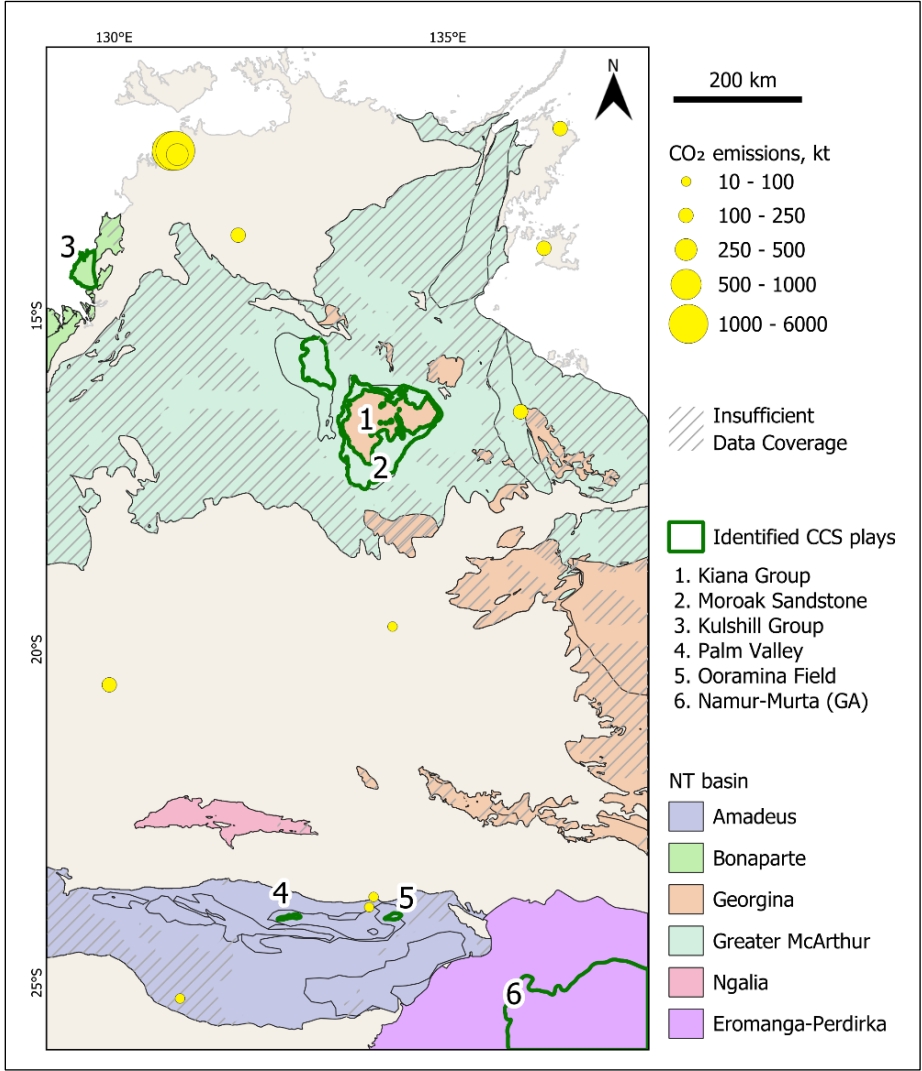 130°E
135°E
N
200 km
CO₂ emissions, kt
10 - 100
100 - 250
250 - 500
500 - 1000
1000 - 6000
Insufficient
Data Coverage
Identified CCS plays
1. Kiana Group
2. Moroak Sandstone
3. Kulshill Group
4. Palm Valley
5. Ooramina Field
6. Namur-Murta (GA)
NT basin
Amadeus
Bonaparte
Georgina
Greater McArthur
Ngalia
Eromanga-Perdirka
3
15°S
1
2
20°S
4
5
25°S
6